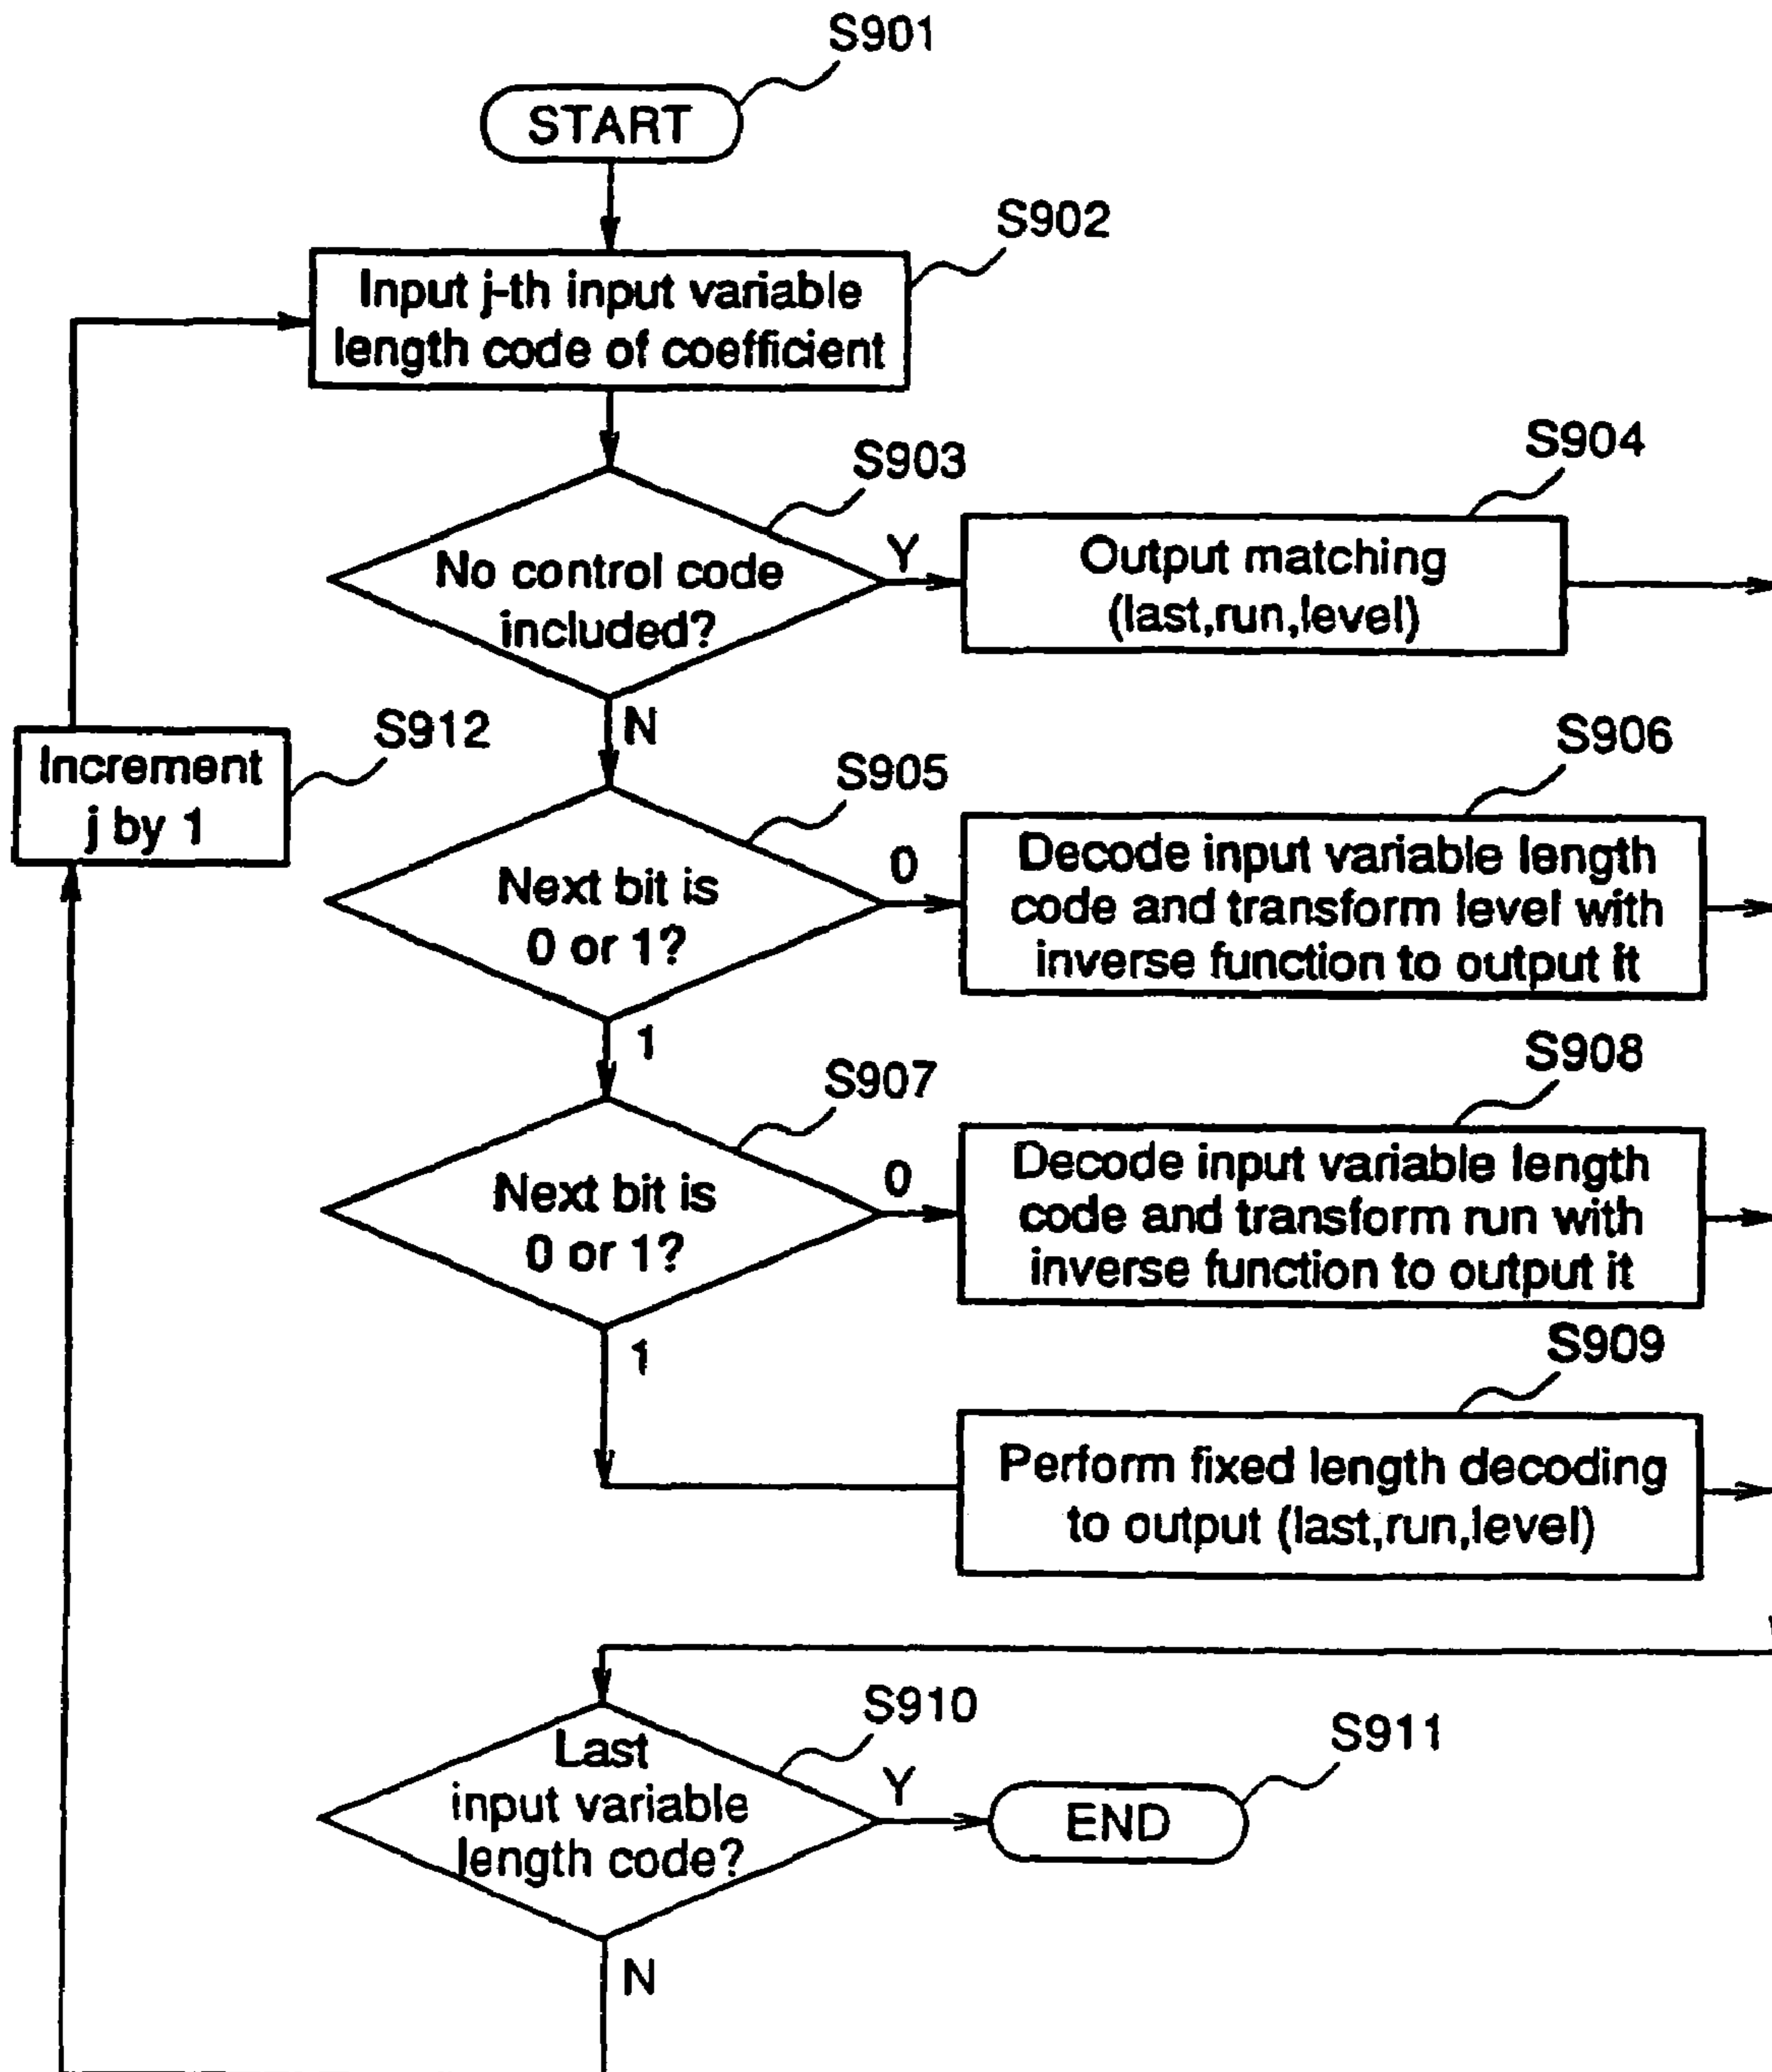 S901
START
S902
Input j-th input variable
length code of coefficient
S903
No control code
included?
Y
N
S904
Output matching
(last,run,level)
S912
Increment
j by 1
S905
Next bit is
0 or 1?
0
1
S906
Decode input variable length
code and transform level with
inverse function to output it
S907
Next bit is
0 or 1?
0
1
S908
Decode input variable length
code and transform run with
inverse function to output it
S909
Perform fixed length decoding
to output (last,run,level)
S910
Last
input variable
length code?
Y
N
S911
END